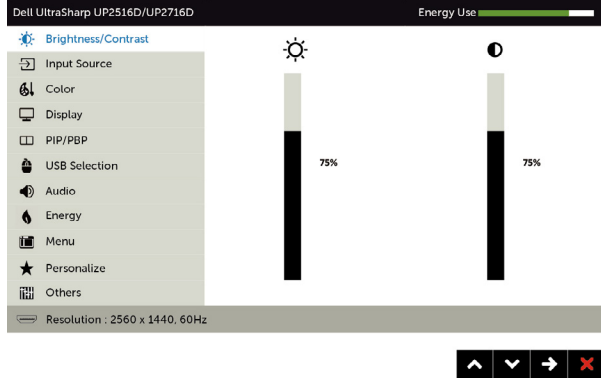 Dell UltraSharp UP2516D/UP2716D
Energy Use
Brightness/Contrast
Input Source
Color
Display
PIP/PBP
USB Selection
Audio
Energy
Menu
Personalize
Others
75%
75%
Resolution : 2560 x 1440, 60Hz